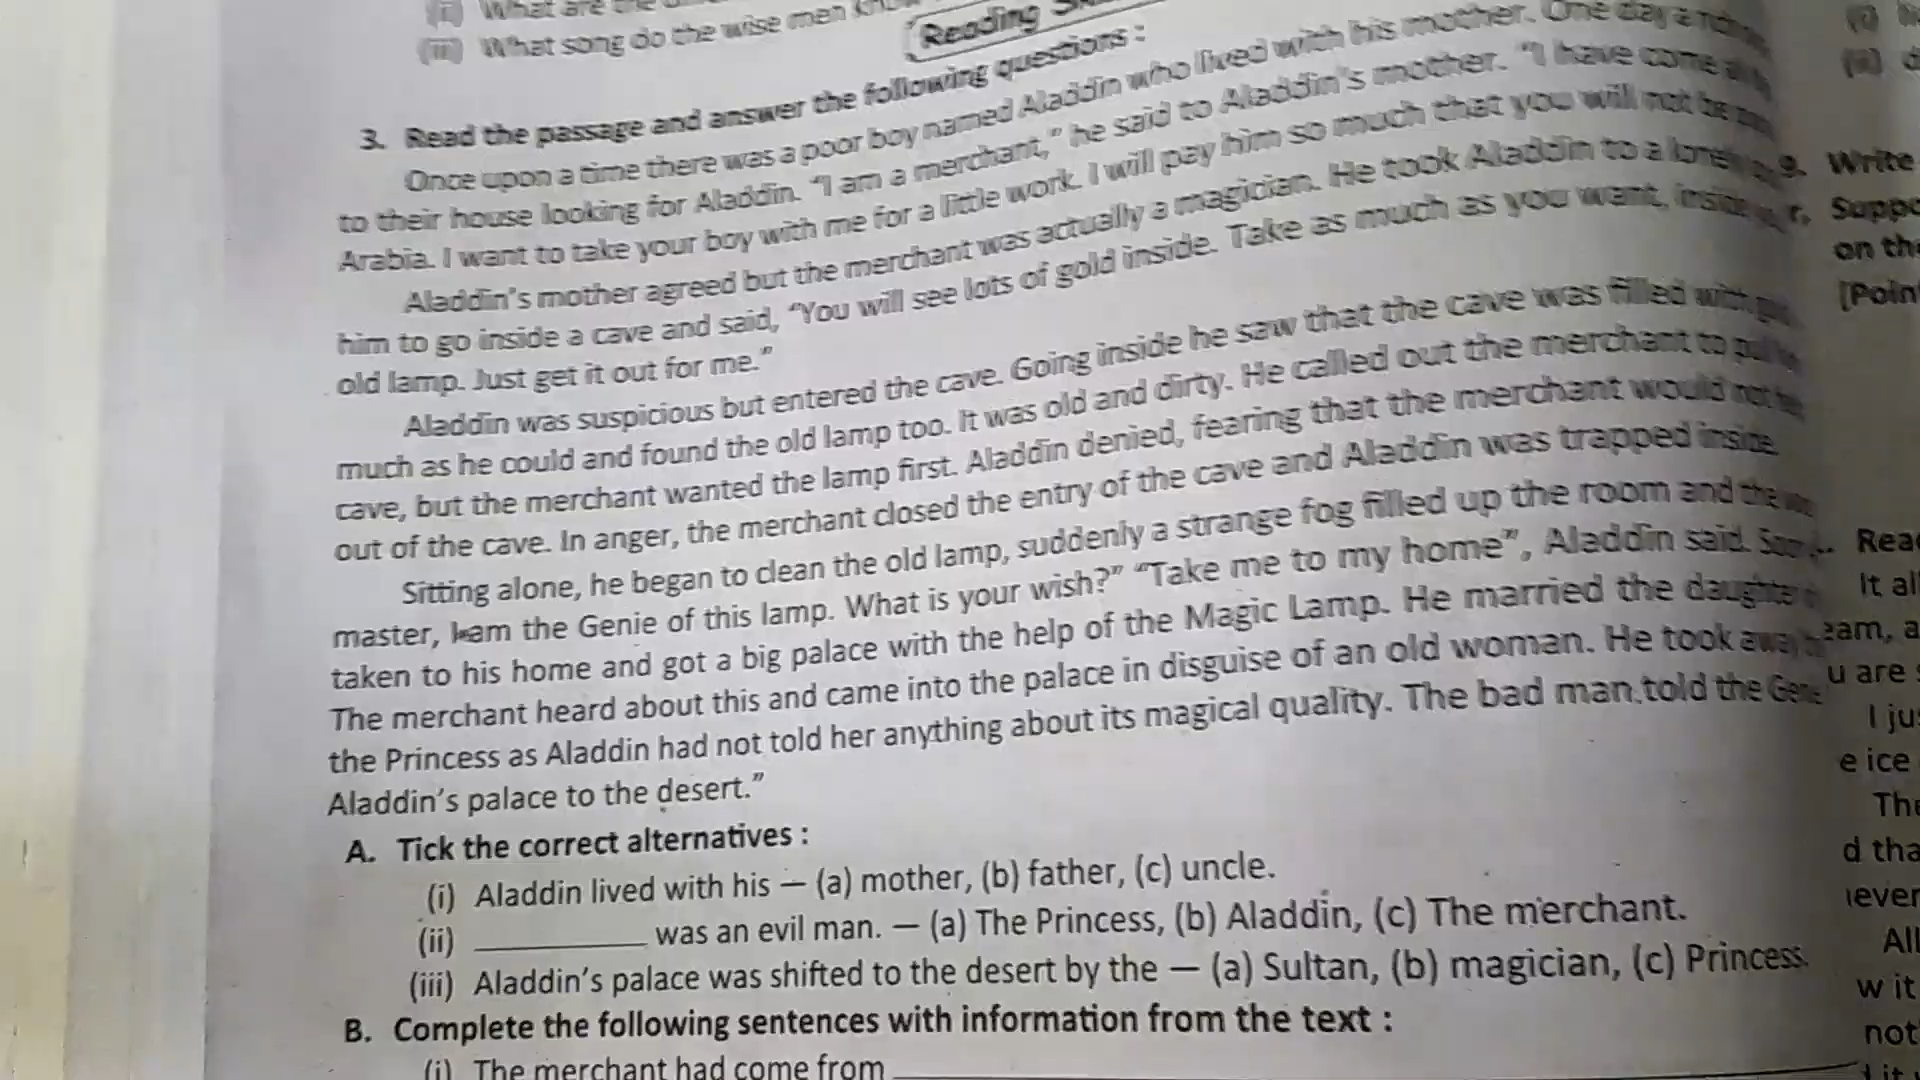 (ii) What are the
(iii) What song do the wise men
Reading
3. Read the passage and answer the following questions :
Once upon a time there was a poor boy named Aladdin who lived with his mother. One day a
to their house looking for Aladdin. "I am a merchant," he said to Aladdin's mother. "I have come
Arabia. I want to take your boy with me for a little work. I will pay him so much that you will not be
Aladdin's mother agreed but the merchant was actually a magician. He took Aladdin to a
him to go inside a cave and said, "You will see lots of gold inside. Take as much as you want,
old lamp. Just get it out for me."
Aladdin was suspicious but entered the cave. Going inside he saw that the cave was filled with
much as he could and found the old lamp too. It was old and dirty. He called out the merchant to
cave, but the merchant wanted the lamp first. Aladdin denied, fearing that the merchant would not
out of the cave. In anger, the merchant closed the entry of the cave and Aladdin was trapped inside.
Sitting alone, he began to clean the old lamp, suddenly a strange fog filled up the room and the
master, I am the Genie of this lamp. What is your wish?" "Take me to my home", Aladdin said.
taken to his home and got a big palace with the help of the Magic Lamp. He married the daughter
The merchant heard about this and came into the palace in disguise of an old woman. He took away
the Princess as Aladdin had not told her anything about its magical quality. The bad man told the Genie
Aladdin's palace to the desert."
A. Tick the correct alternatives :
(i) Aladdin lived with his — (a) mother, (b) father, (c) uncle.
(ii) __________ was an evil man. — (a) The Princess, (b) Aladdin, (c) The merchant.
(iii) Aladdin's palace was shifted to the desert by the — (a) Sultan, (b) magician, (c) Princess.
B. Complete the following sentences with information from the text :
(i) The merchant had come from __________
9. Write
on the
Read
It al
u are
I ju
e ice
The
d tha
never
All
w it
not